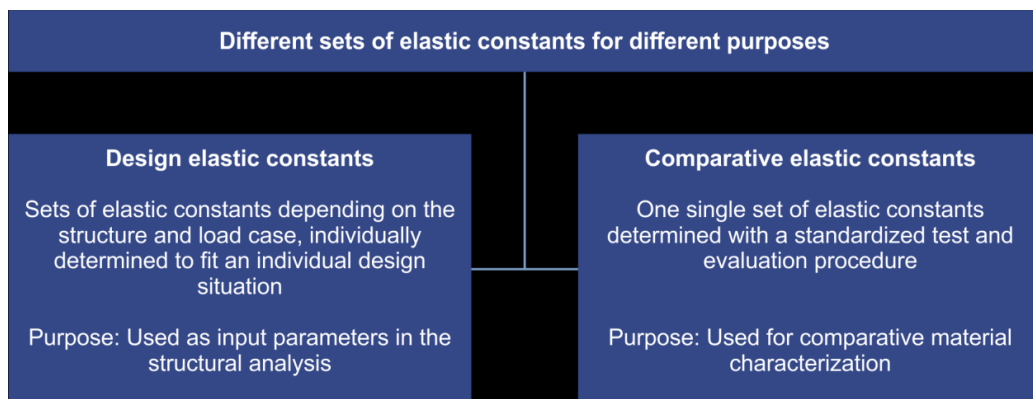 Different sets of elastic constants for different purposes
Design elastic constants
Sets of elastic constants depending on the
structure and load case, individually
determined to fit an individual design
situation
Purpose: Used as input parameters in the
structural analysis
Comparative elastic constants
One single set of elastic constants
determined with a standardized test and
evaluation procedure
Purpose: Used for comparative material
characterization